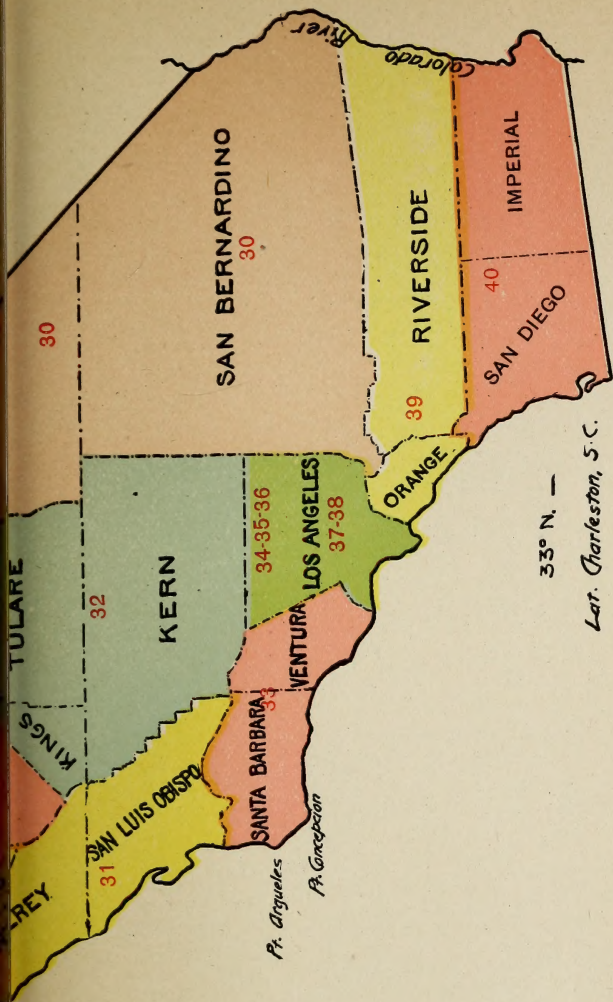 River
Colorado
SAN BERNARDINO
30
30
RIVERSIDE
39
IMPERIAL
40
SAN DIEGO
ORANGE
34-35-36
LOS ANGELES
37-38
TULARE
32
KERN
KINGS
VENTURA
33
SANTA BARBARA
SAN LUIS OBISPO
31
REY
Pt. Argueles
Pt. Concepcion
33° N. —
Lat. Charleston, S.C.